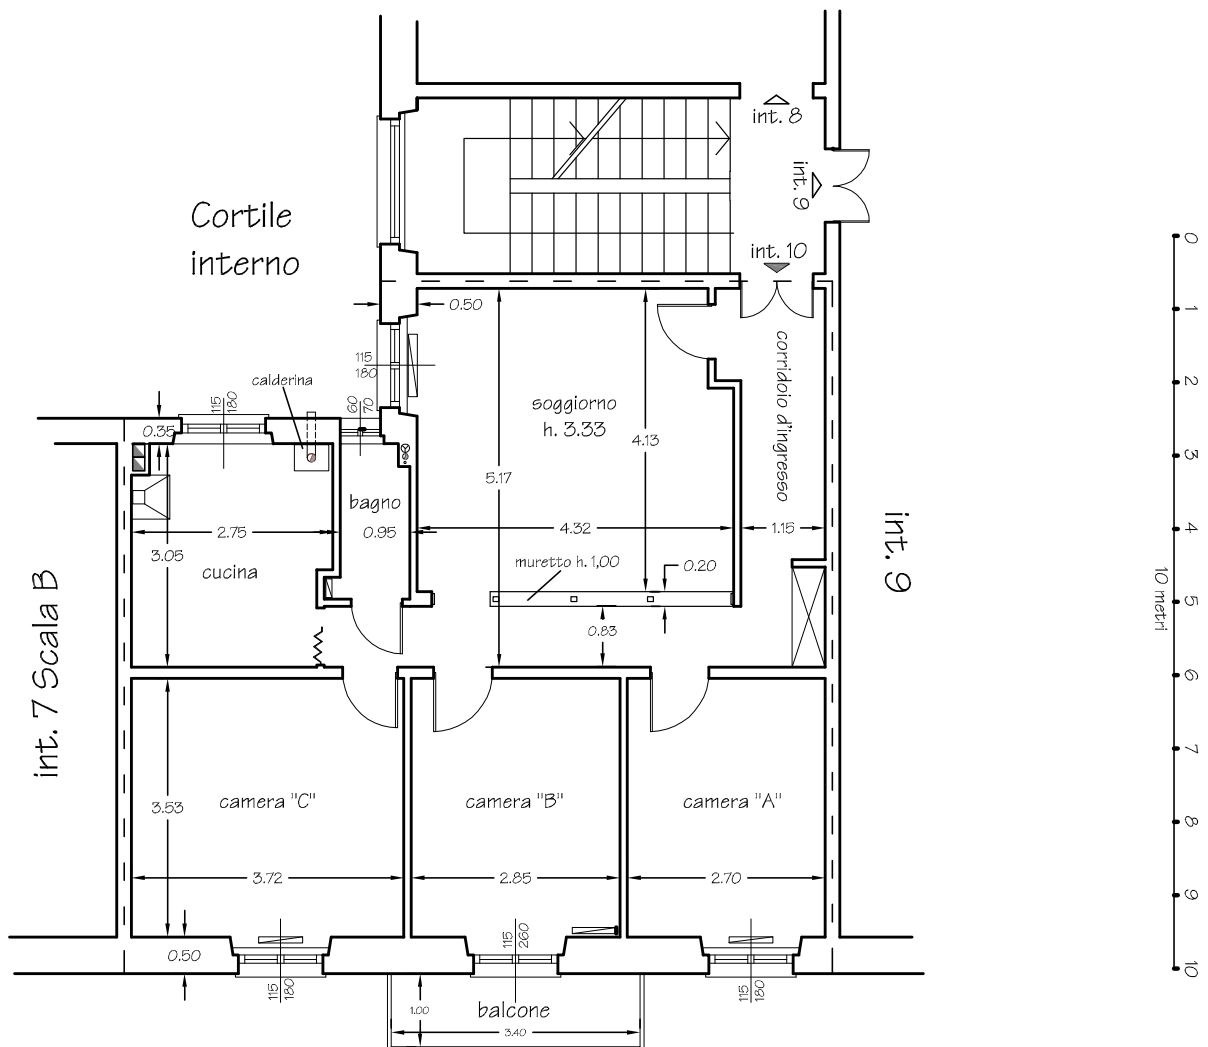 int. 8
int. 9
int. 10
Cortile
interno
0.50
115
180
calderina
115
180
60
70
0.35
soggiorno
h. 3.33
4.13
5.17
corridoio d'ingresso
bagno
0.95
2.75
3.05
4.32
1.15
cucina
muretto h. 1,00
0.20
0.83
int. 9
int. 7 Scala B
3.53
camera "C"
camera "B"
camera "A"
3.72
2.85
2.70
0.50
115
180
115
260
115
180
1.00
balcone
3.40
0
1
2
3
4
5
6
7
8
9
10
10 metri